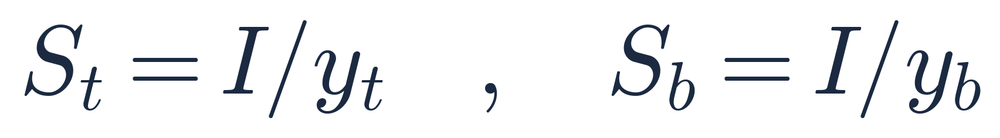 S_t = I/y_t , S_b = I/y_b